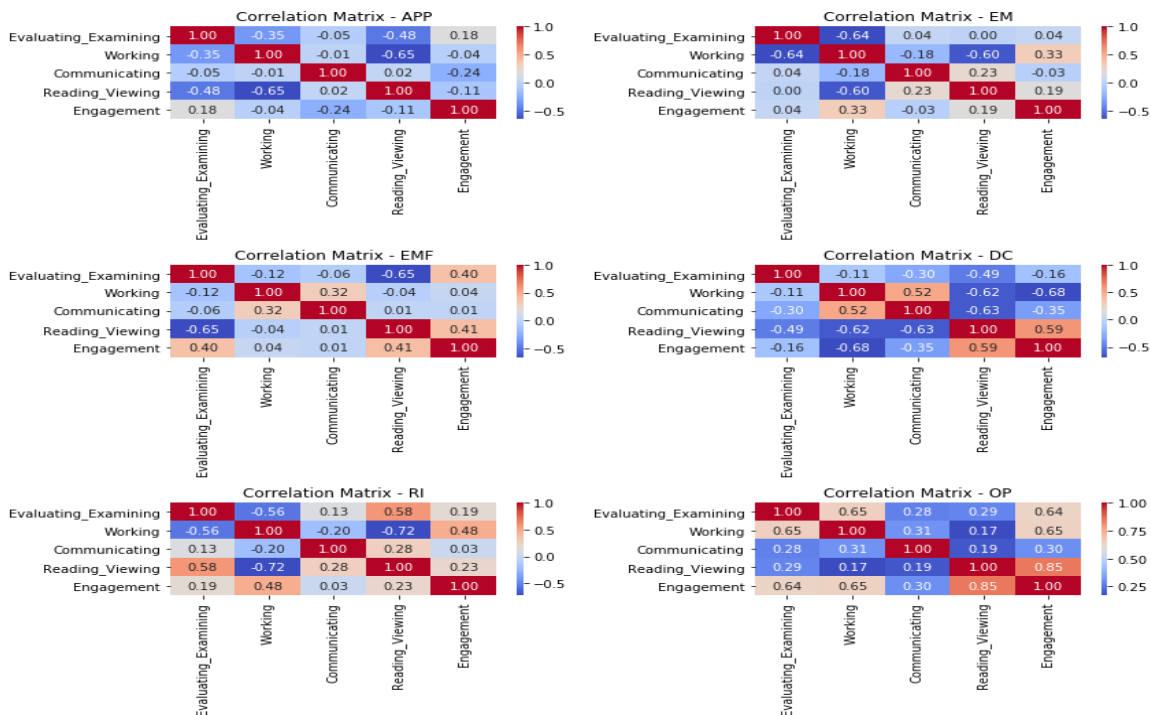 Correlation Matrix - APP
Evaluating_Examining 1.00 -0.35 -0.05 -0.48 0.18
Working -0.35 1.00 -0.01 -0.65 -0.04
Communicating -0.05 -0.01 1.00 0.02 -0.24
Reading_Viewing -0.48 -0.65 0.02 1.00 -0.11
Engagement 0.18 -0.04 -0.24 -0.11 1.00
Evaluating_Examining Working Communicating Reading_Viewing Engagement
1.0
0.5
0.0
-0.5
Correlation Matrix - EM
Evaluating_Examining 1.00 -0.64 0.04 0.00 0.04
Working -0.64 1.00 -0.18 -0.60 0.33
Communicating 0.04 -0.18 1.00 0.23 -0.03
Reading_Viewing 0.00 -0.60 0.23 1.00 0.19
Engagement 0.04 0.33 -0.03 0.19 1.00
Evaluating_Examining Working Communicating Reading_Viewing Engagement
1.0
0.5
0.0
-0.5
Correlation Matrix - EMF
Evaluating_Examining 1.00 -0.12 -0.06 -0.65 0.40
Working -0.12 1.00 0.32 -0.04 0.04
Communicating -0.06 0.32 1.00 0.01 0.01
Reading_Viewing -0.65 -0.04 0.01 1.00 0.41
Engagement 0.40 0.04 0.01 0.41 1.00
Evaluating_Examining Working Communicating Reading_Viewing Engagement
1.0
0.5
0.0
-0.5
Correlation Matrix - DC
Evaluating_Examining 1.00 -0.11 -0.30 -0.49 -0.16
Working -0.11 1.00 0.52 -0.62 -0.68
Communicating -0.30 0.52 1.00 -0.63 -0.35
Reading_Viewing -0.49 -0.62 -0.63 1.00 0.59
Engagement -0.16 -0.68 -0.35 0.59 1.00
Evaluating_Examining Working Communicating Reading_Viewing Engagement
1.0
0.5
0.0
-0.5
Correlation Matrix - RI
Evaluating_Examining 1.00 -0.56 0.13 0.58 0.19
Working -0.56 1.00 -0.20 -0.72 0.48
Communicating 0.13 -0.20 1.00 0.28 0.03
Reading_Viewing 0.58 -0.72 0.28 1.00 0.23
Engagement 0.19 0.48 0.03 0.23 1.00
Evaluating_Examining Working Communicating Reading_Viewing Engagement
1.0
0.5
0.0
-0.5
Correlation Matrix - OP
Evaluating_Examining 1.00 0.65 0.28 0.29 0.64
Working 0.65 1.00 0.31 0.17 0.65
Communicating 0.28 0.31 1.00 0.19 0.30
Reading_Viewing 0.29 0.17 0.19 1.00 0.85
Engagement 0.64 0.65 0.30 0.85 1.00
Evaluating_Examining Working Communicating Reading_Viewing Engagement
1.00
0.75
0.50
0.25